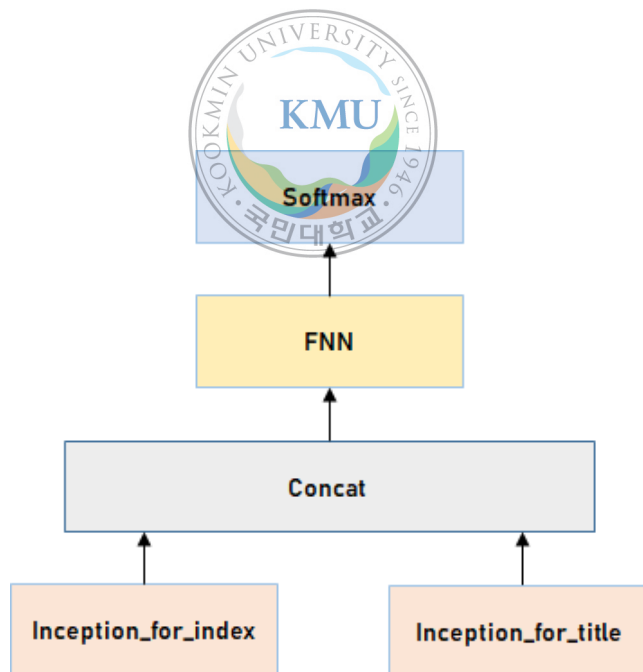 KOOKMIN UNIVERSITY SINCE 1946
KMU
Softmax
국민대학교
FNN
Concat
Inception_for_index
Inception_for_title